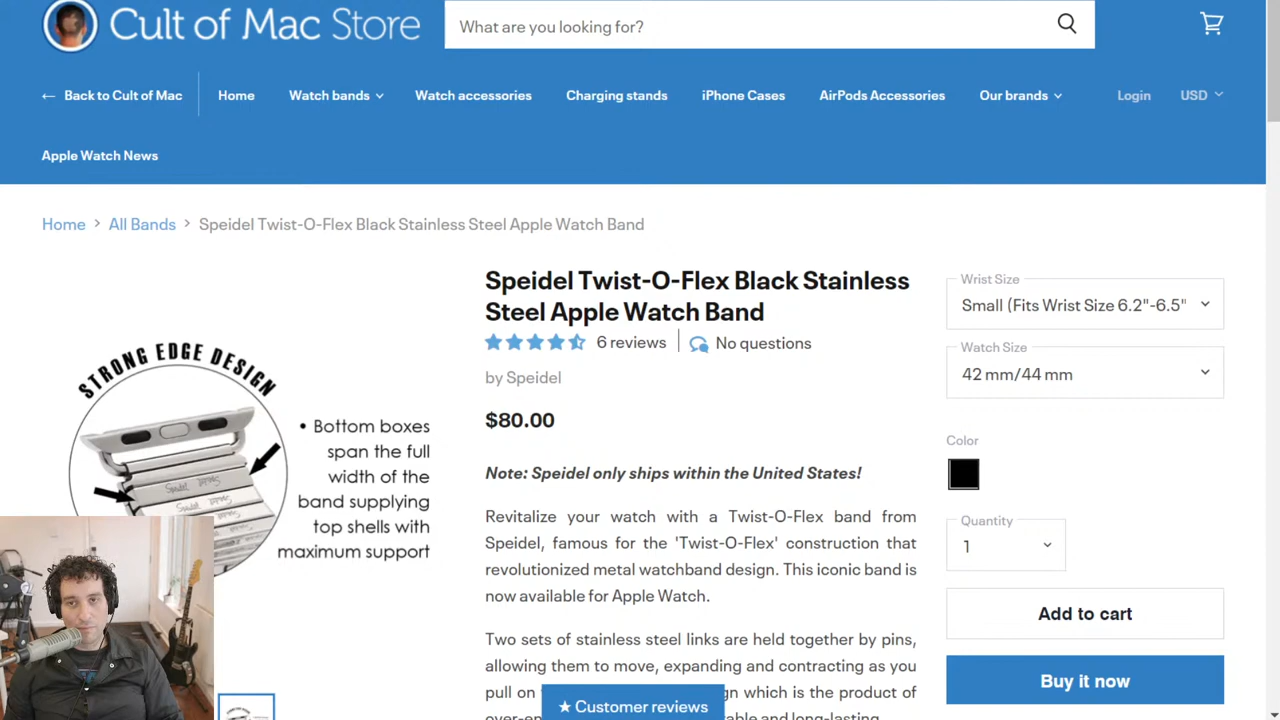 Cult of Mac Store
What are you looking for?
← Back to Cult of Mac
Home
Watch bands
Watch accessories
Charging stands
iPhone Cases
AirPods Accessories
Our brands
Login
USD
Apple Watch News
Home > All Bands > Speidel Twist-O-Flex Black Stainless Steel Apple Watch Band
STRONG EDGE DESIGN
Speidel
• Bottom boxes
span the full
width of the
band supplying
top shells with
maximum support
Speidel Twist-O-Flex Black Stainless
Steel Apple Watch Band
6 reviews
No questions
by Speidel
$80.00
Note: Speidel only ships within the United States!
Revitalize your watch with a Twist-O-Flex band from
Speidel, famous for the 'Twist-O-Flex' construction that
revolutionized metal watchband design. This iconic band is
now available for Apple Watch.
Two sets of stainless steel links are held together by pins,
allowing them to move, expanding and contracting as you
pull on which is the product of
and long-lasting
★ Customer reviews
Wrist Size
Small (Fits Wrist Size 6.2"-6.5"
Watch Size
42 mm/44 mm
Color
Quantity
1
Add to cart
Buy it now